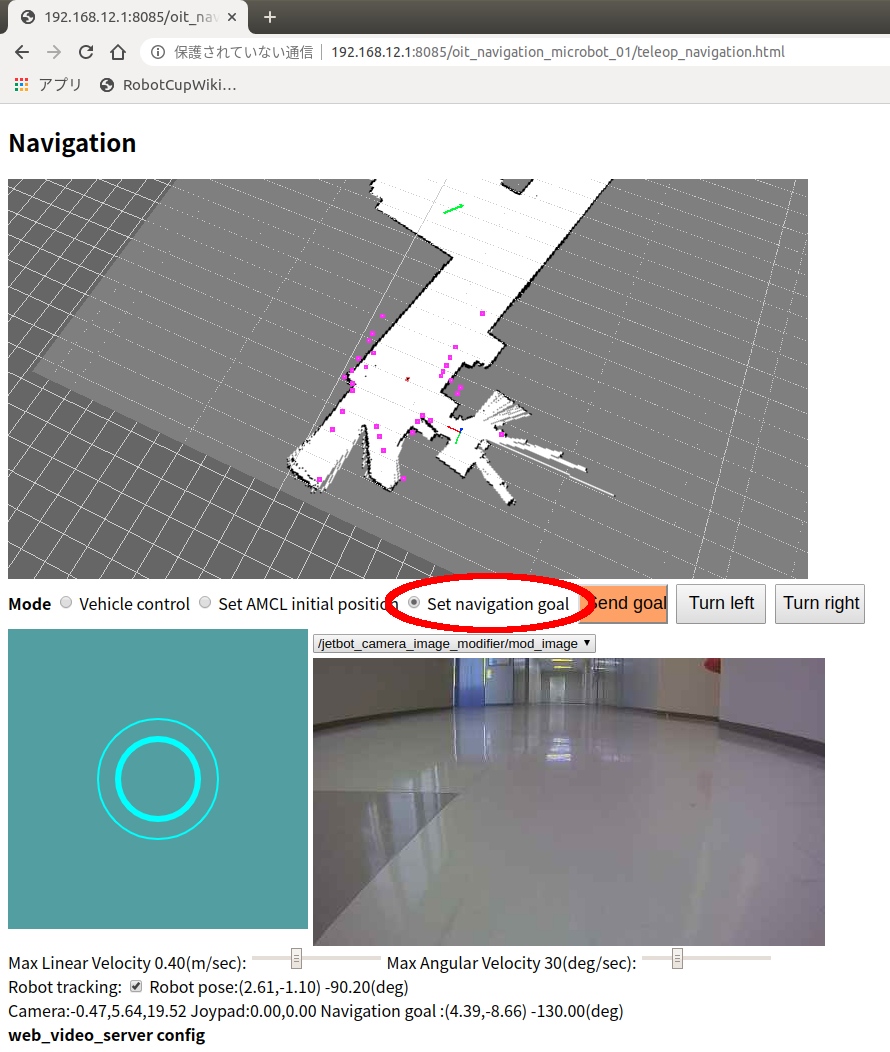 192.168.12.1:8085/oit_nav
保護されていない通信 192.168.12.1:8085/oit_navigation_microbot_01/teleop_navigation.html
アプリ RobotCupWiki…
Navigation
Mode Vehicle control Set AMCL initial position Set navigation goal Send goal Turn left Turn right
/jetbot_camera_image_modifier/mod_image
Max Linear Velocity 0.40(m/sec): Max Angular Velocity 30(deg/sec):
Robot tracking: Robot pose:(2.61,-1.10) -90.20(deg)
Camera:-0.47,5.64,19.52 Joypad:0.00,0.00 Navigation goal :(4.39,-8.66) -130.00(deg)
web_video_server config